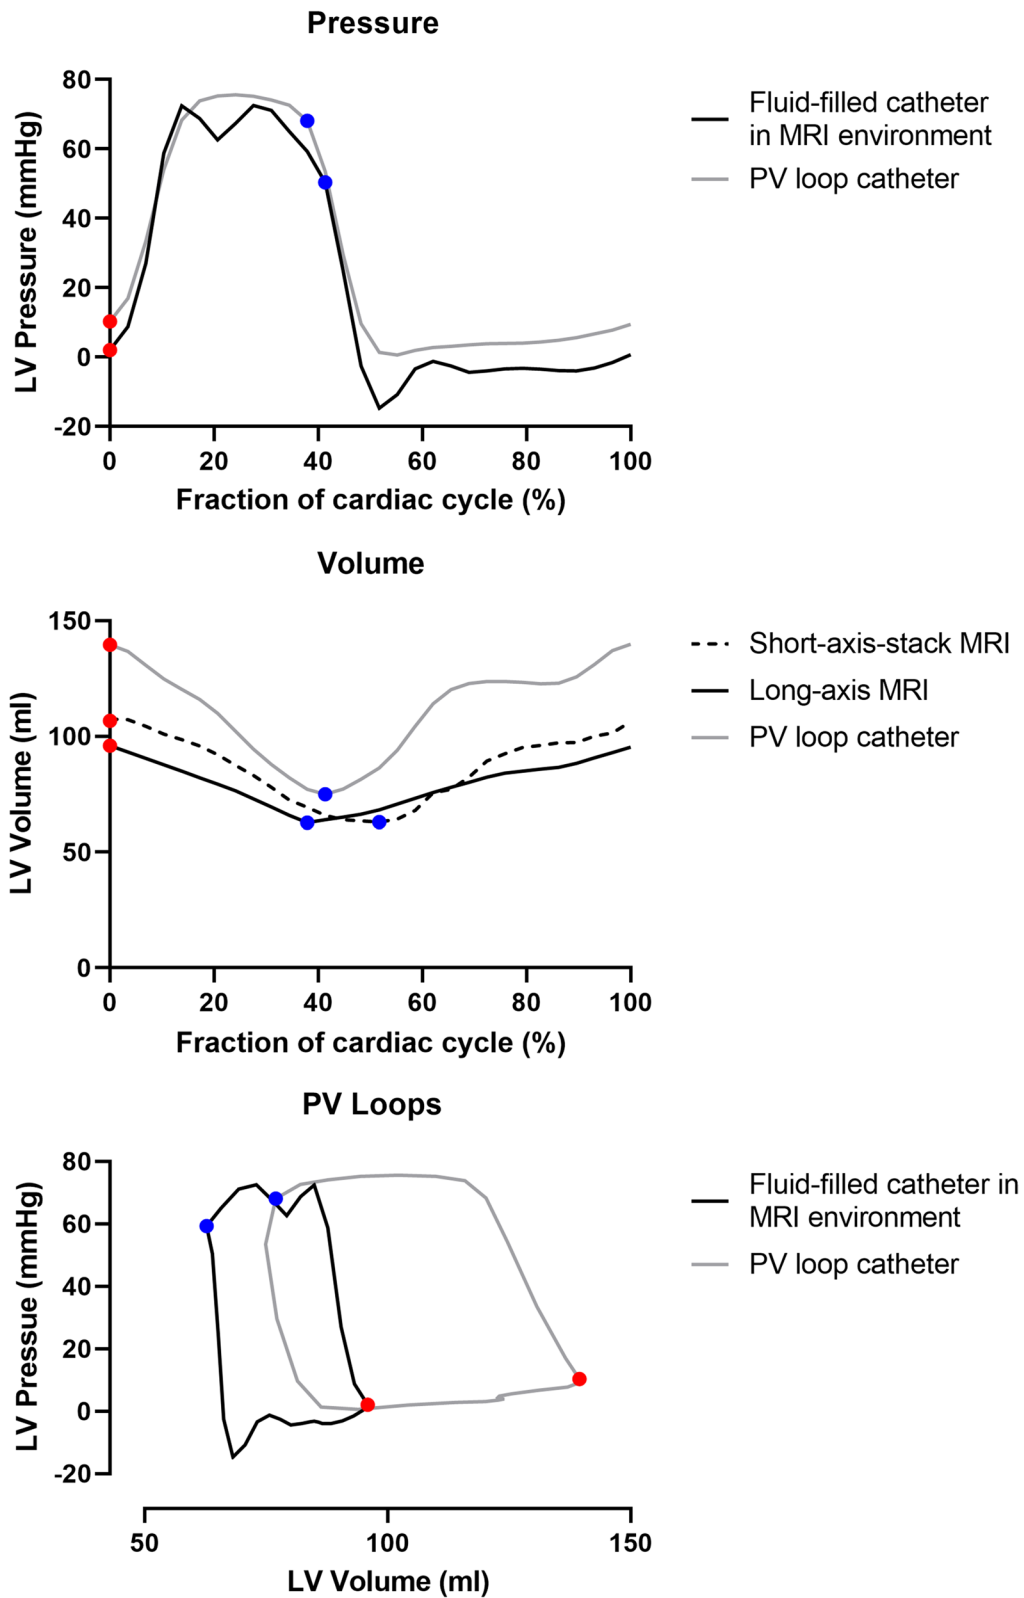 Pressure
80
60
40
20
0
-20
LV Pressure (mmHg)
0 20 40 60 80 100
Fraction of cardiac cycle (%)
Fluid-filled catheter
in MRI environment
PV loop catheter
Volume
150
100
50
0
LV Volume (ml)
0 20 40 60 80 100
Fraction of cardiac cycle (%)
Short-axis-stack MRI
Long-axis MRI
PV loop catheter
PV Loops
80
60
40
20
0
-20
LV Pressue (mmHg)
50 100 150
LV Volume (ml)
Fluid-filled catheter in
MRI environment
PV loop catheter